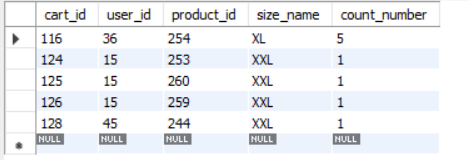 cart_id user_id product_id size_name count_number
116 36 254 XL 5
124 15 253 XXL 1
125 15 260 XXL 1
126 15 259 XXL 1
128 45 244 XXL 1
NULL NULL NULL NULL NULL